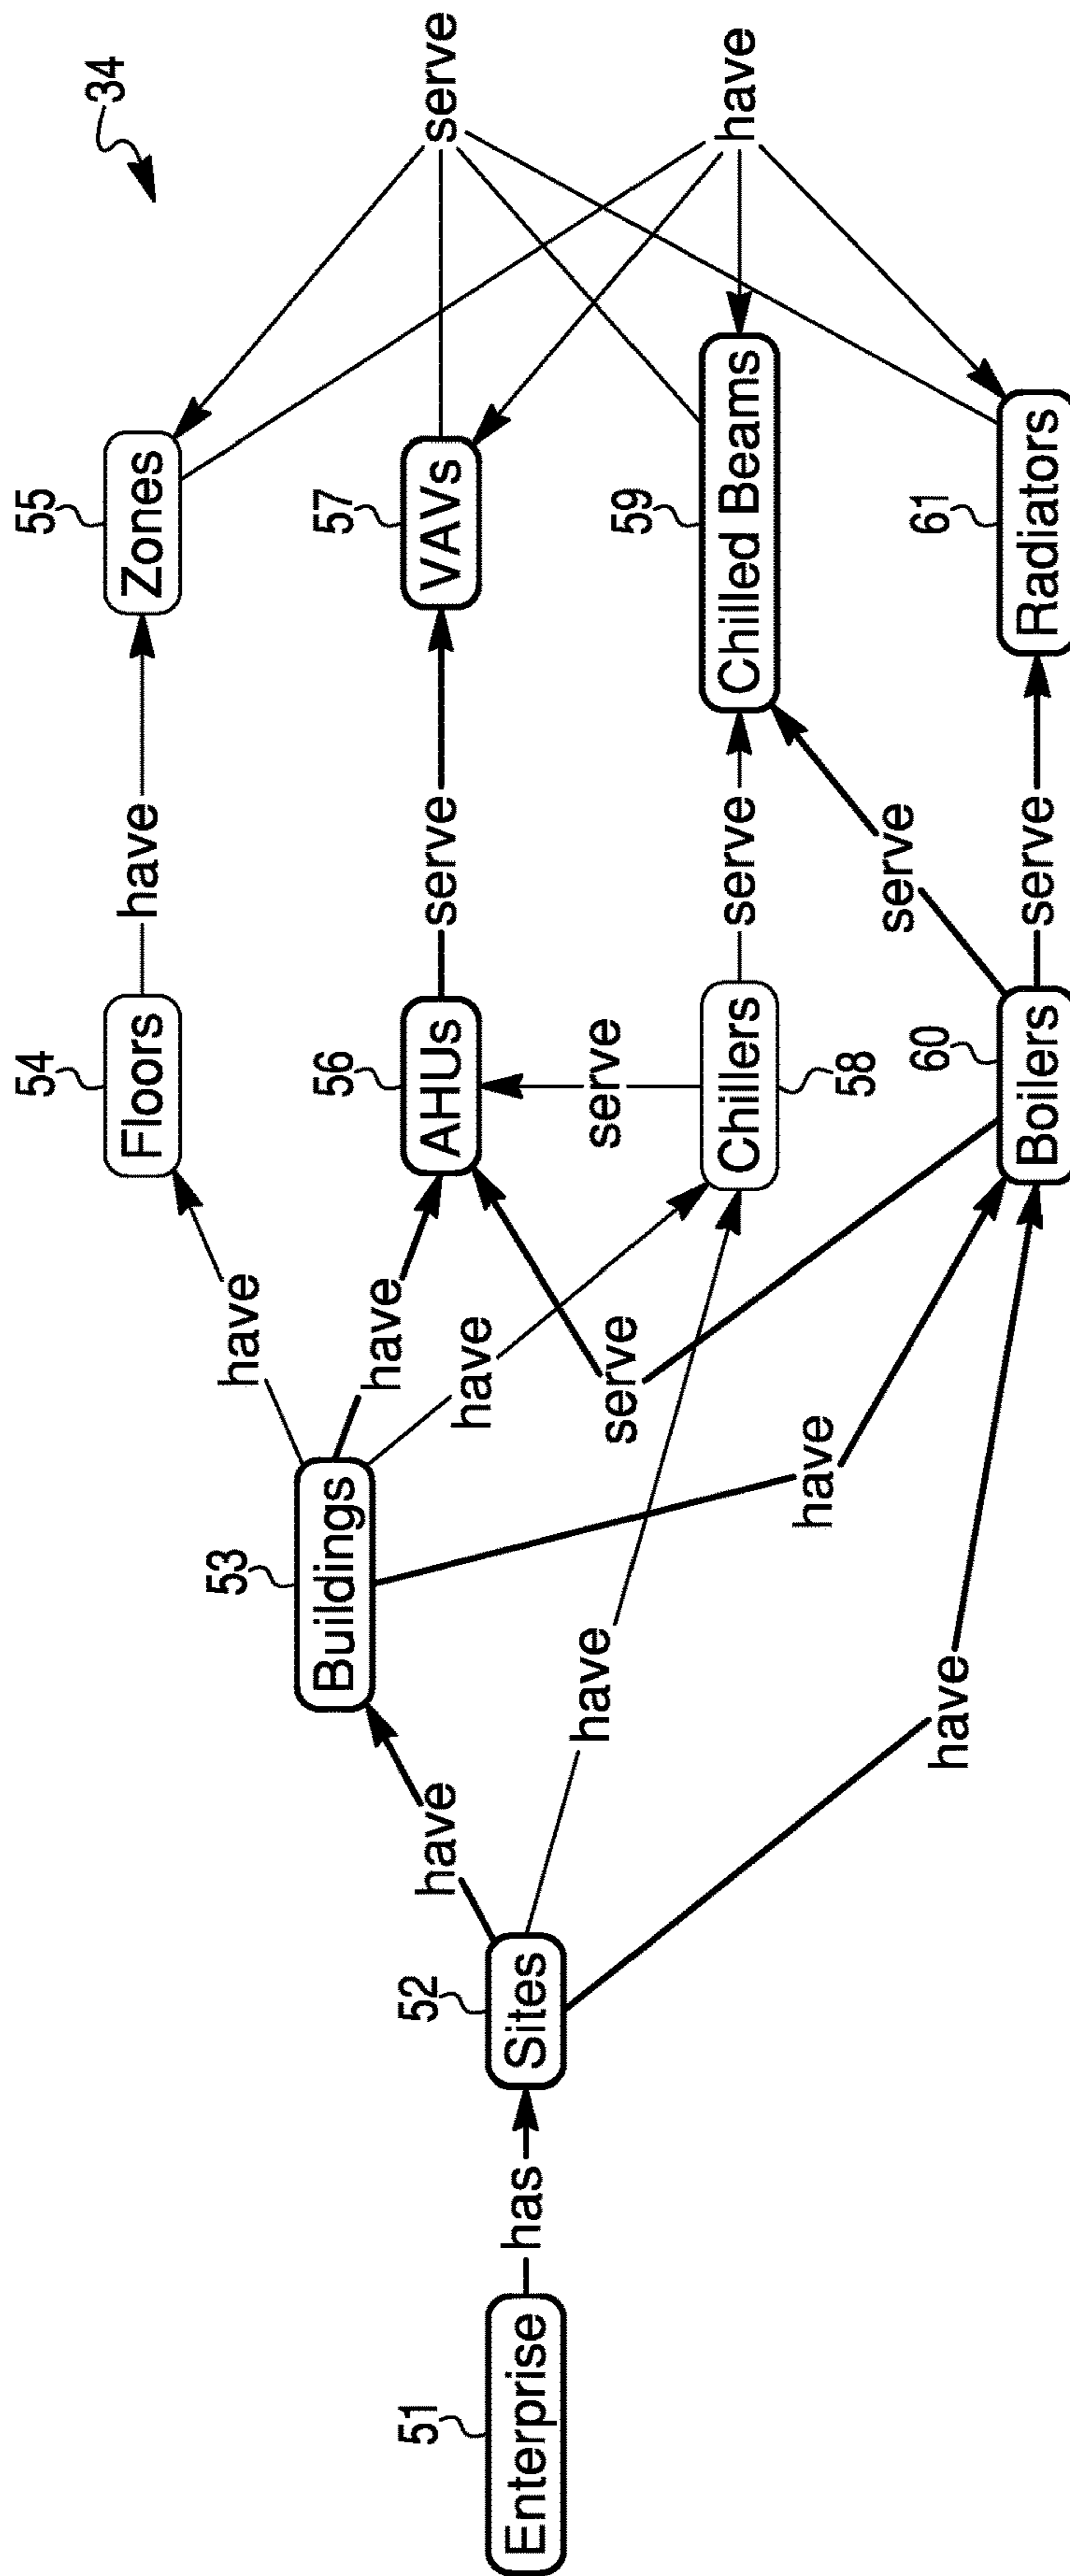 34
51
Enterprise
has
52
Sites
have
have
have
53
Buildings
have
have
have
have
54
Floors
have
55
Zones
56
AHUs
serve
57
VAVs
serve
serve
58
Chillers
serve
59
Chilled Beams
serve
60
Boilers
serve
61
Radiators
serve
have